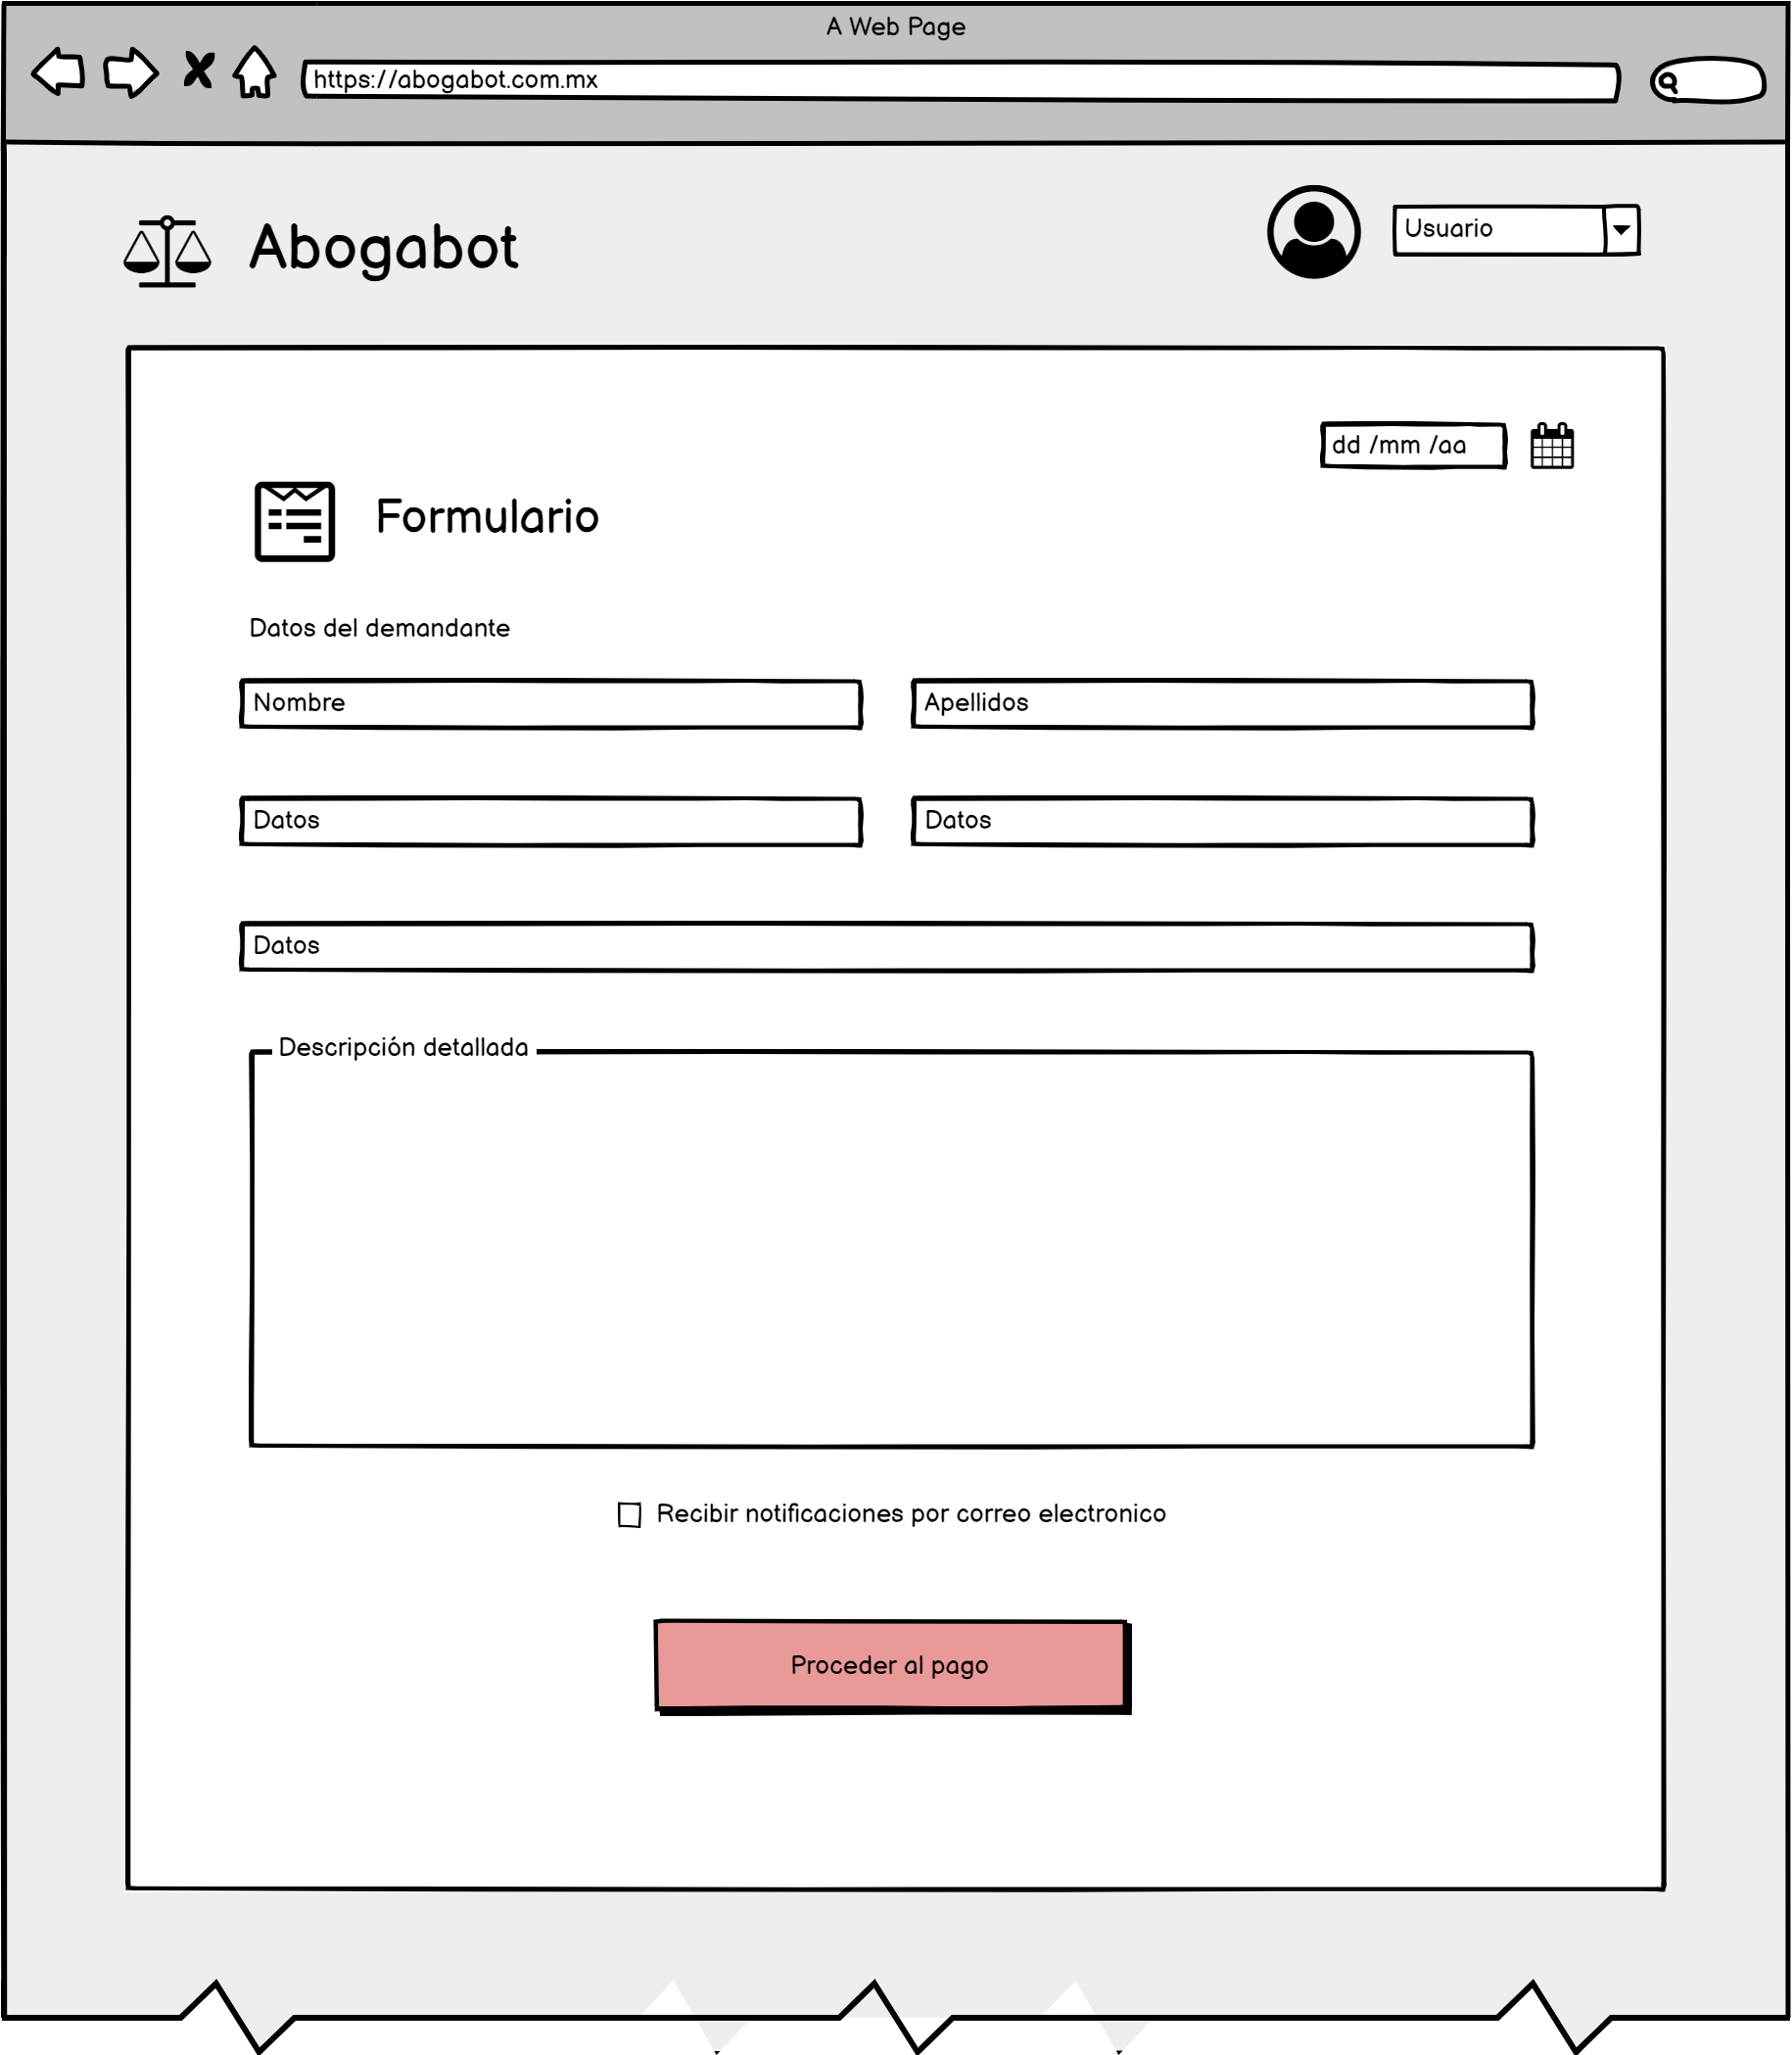 A Web Page
https://abogabot.com.mx
Abogabot
Usuario
dd /mm /aa
Formulario
Datos del demandante
Nombre
Apellidos
Datos
Datos
Datos
Descripción detallada
Recibir notificaciones por correo electronico
Proceder al pago